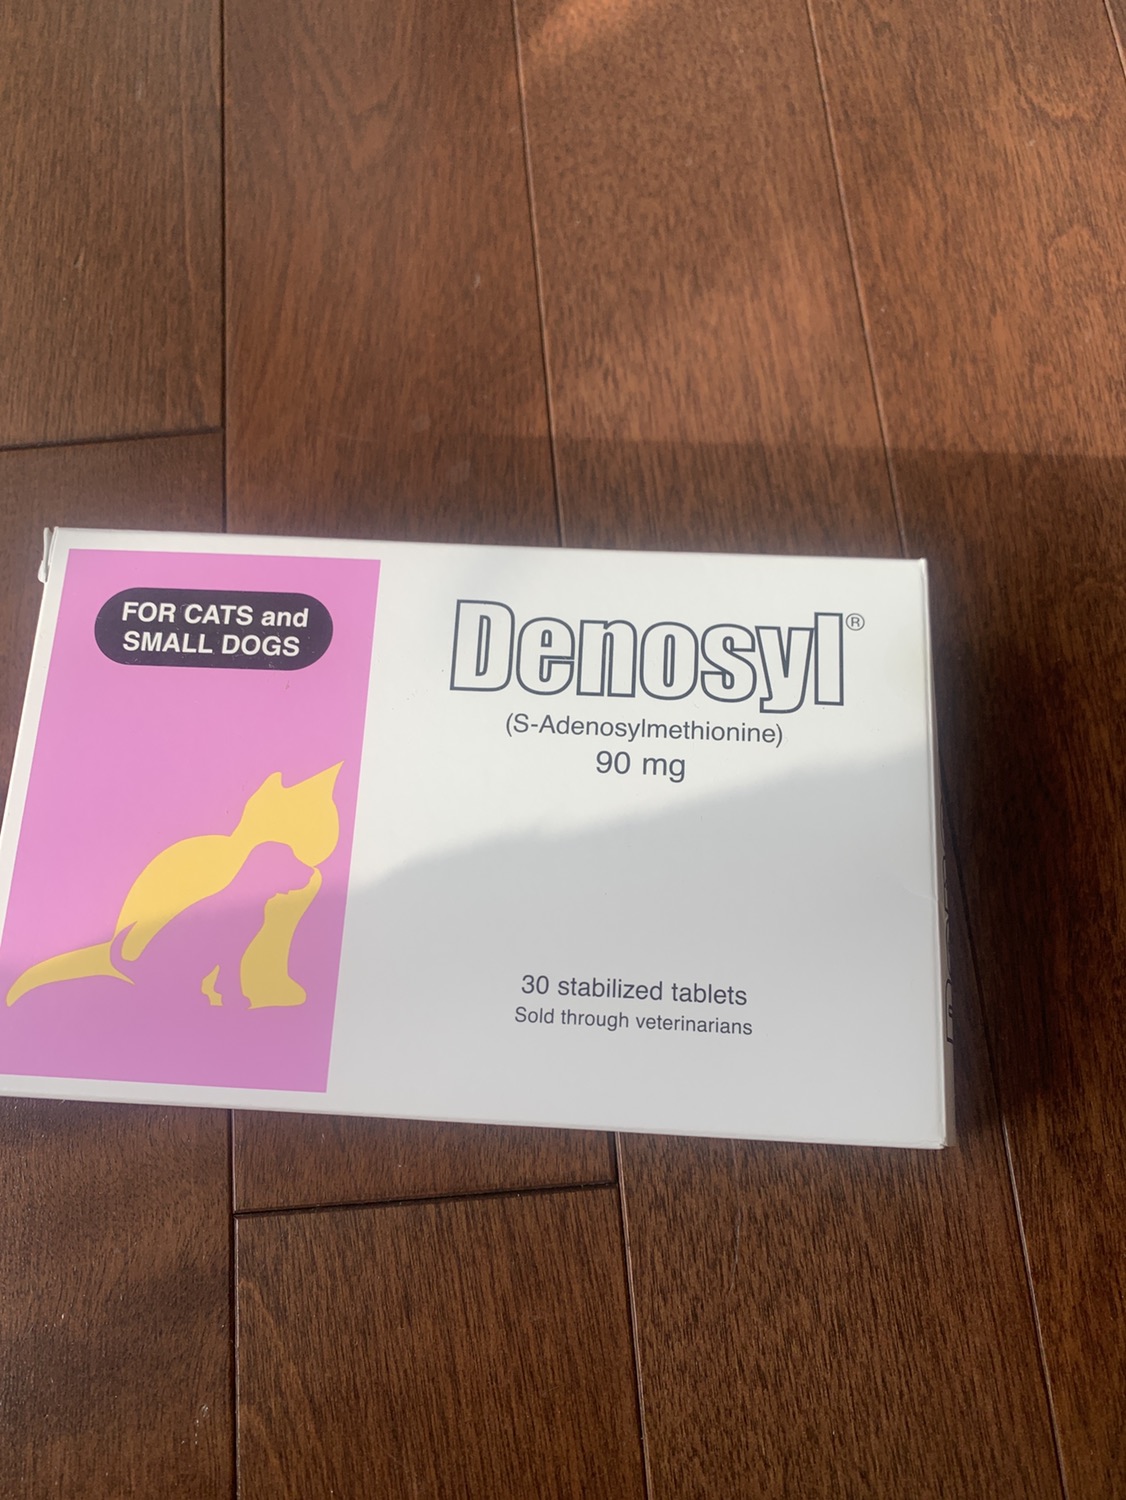 FOR CATS and
SMALL DOGS
Denosyl®
(S-Adenosylmethionine)
90 mg
30 stabilized tablets
Sold through veterinarians